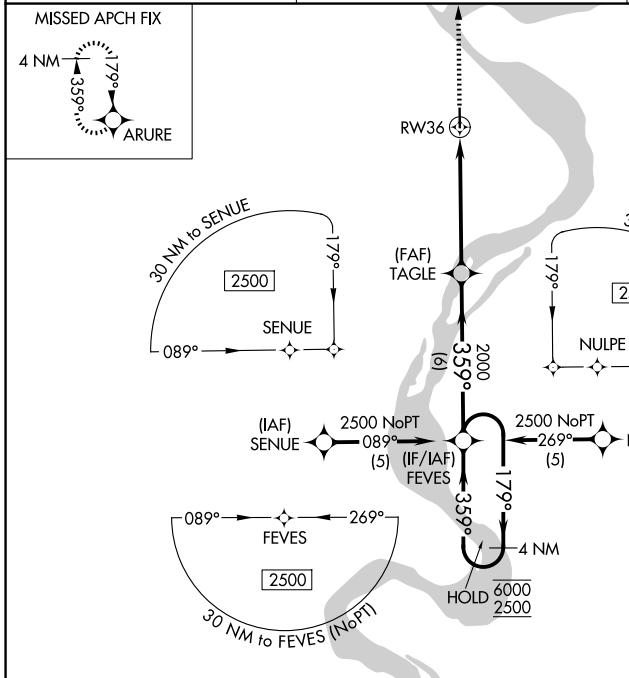 MISSED APCH FIX
4 NM
179°
359°
ARURE
RW36
30 NM to SENUE
179°
2500
SENUE
089°
(FAF)
TAGLE
3
179°
2
NULPE
2000
359°
(6)
(IAF)
SENUE
2500 NoPT
089°
(5)
(IF/IAF)
FEVES
2500 NoPT
269°
(5)
359°
179°
4 NM
HOLD
6000
2500
089°
269°
FEVES
2500
30 NM to FEVES (NoPT)